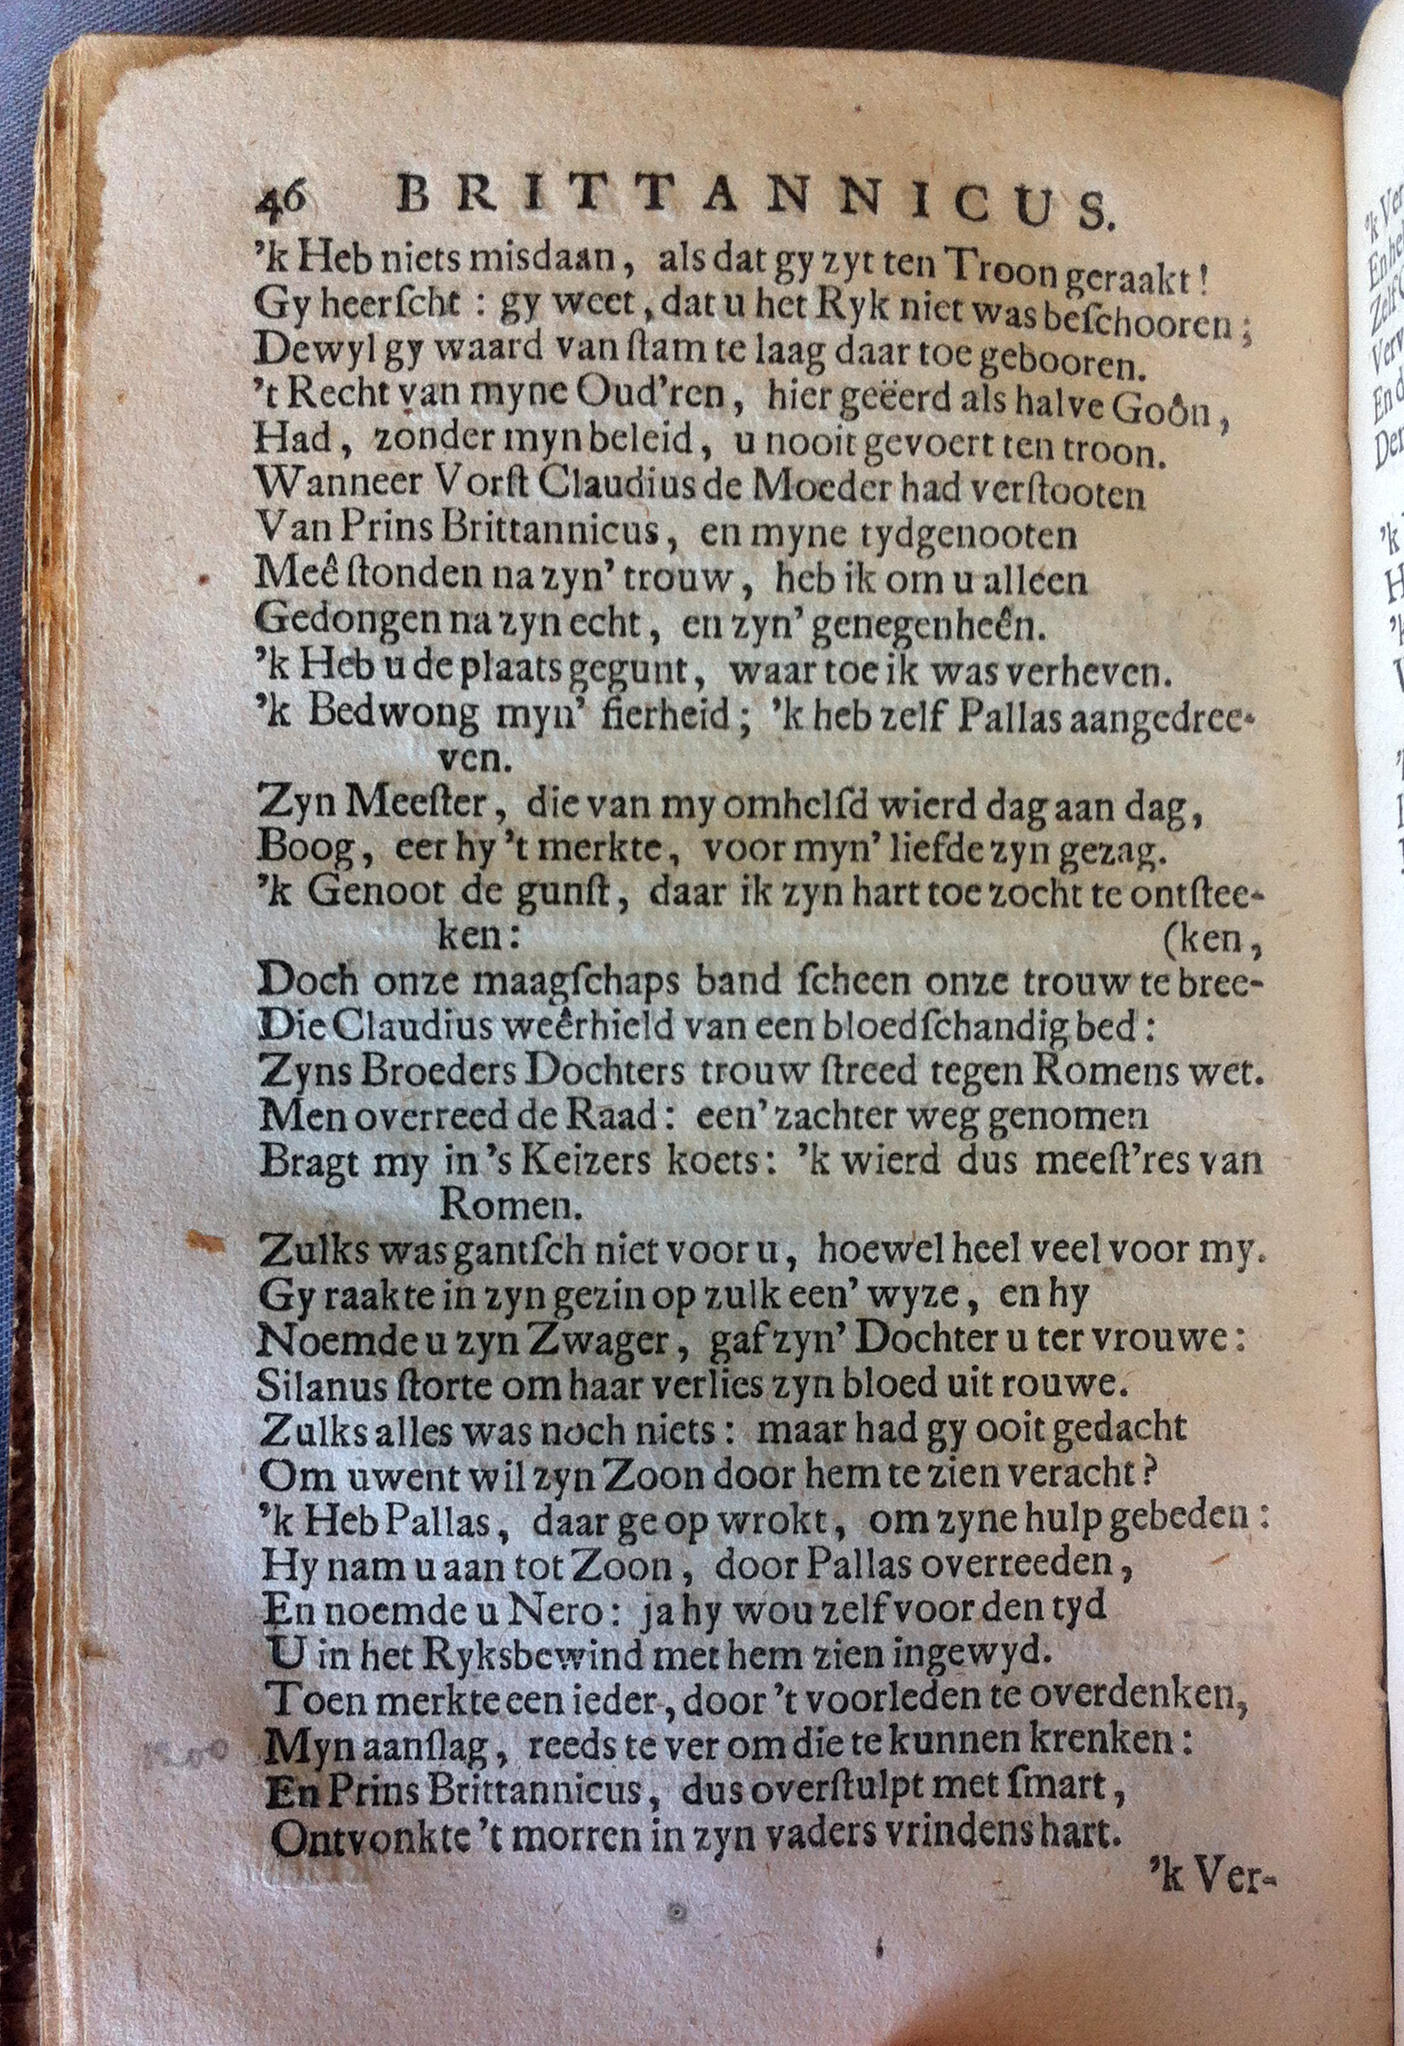 46 BRITTANNICUS.
’k Heb niets misdaan, als dat gy zyt ten Troon geraakt!
Gy heerſcht: gy weet, dat u het Ryk niet was beſchooren;
Dewyl gy waard van ſtam te laag daar toe gebooren.
’t Recht van myne Oud’ren, hier geëerd als halve Goôn,
Had, zonder myn beleid, u nooit gevoert ten troon.
Wanneer Vorſt Claudius de Moeder had verſtooten
Van Prins Brittannicus, en myne tydgenooten
Meê ſtonden na zyn’ trouw, heb ik om u alleen
Gedongen na zyn echt, en zyn’ genegenheên.
’k Heb u de plaats gegunt, waar toe ik was verheven.
’k Bedwong myn’ fierheid; ’k heb zelf Pallas aangedree-
ven.
Zyn Meeſter, die van my omhelſd wierd dag aan dag,
Boog, eer hy ’t merkte, voor myn’ liefde zyn gezag.
’k Genoot de gunſt, daar ik zyn hart toe zocht te ontſtee-
ken: (ken,
Doch onze maagſchaps band ſcheen onze trouw te bree-
Die Claudius weêrhield van een bloedſchandig bed:
Zyns Broeders Dochters trouw ſtreed tegen Romens wet.
Men overreed de Raad: een’ zachter weg genomen
Bragt my in ’s Keizers koets: ’k wierd dus meeſt’res van
Romen.
Zulks was gantſch niet voor u, hoewel heel veel voor my.
Gy raakte in zyn gezin op zulk een’ wyze, en hy
Noemde u zyn Zwager, gaf zyn’ Dochter u ter vrouwe:
Silanus ſtorte om haar verlies zyn bloed uit rouwe.
Zulks alles was noch niets: maar had gy ooit gedacht
Om uwent wil zyn Zoon door hem te zien veracht?
’k Heb Pallas, daar ge op wrokt, om zyne hulp gebeden:
Hy nam u aan tot Zoon, door Pallas overreeden,
En noemde u Nero: ja hy wou zelf voor den tyd
U in het Ryksbewind met hem zien ingewyd.
Toen merkte een ieder, door ’t voorleden te overdenken,
Myn aanſlag, reeds te ver om die te kunnen krenken:
En Prins Brittannicus, dus overſtulpt met ſmart,
Ontvonkte ’t morren in zyn vaders vrindens hart.
’k Ver-